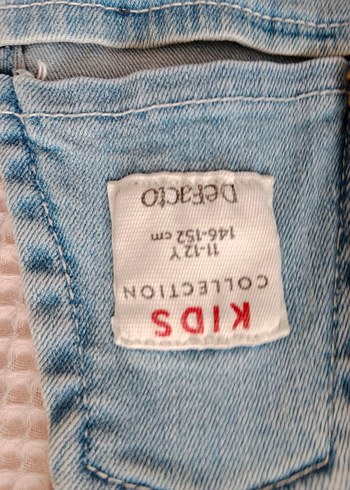 KIDS
COLLECTION
11-12 Y
146-152 cm
DeFacto